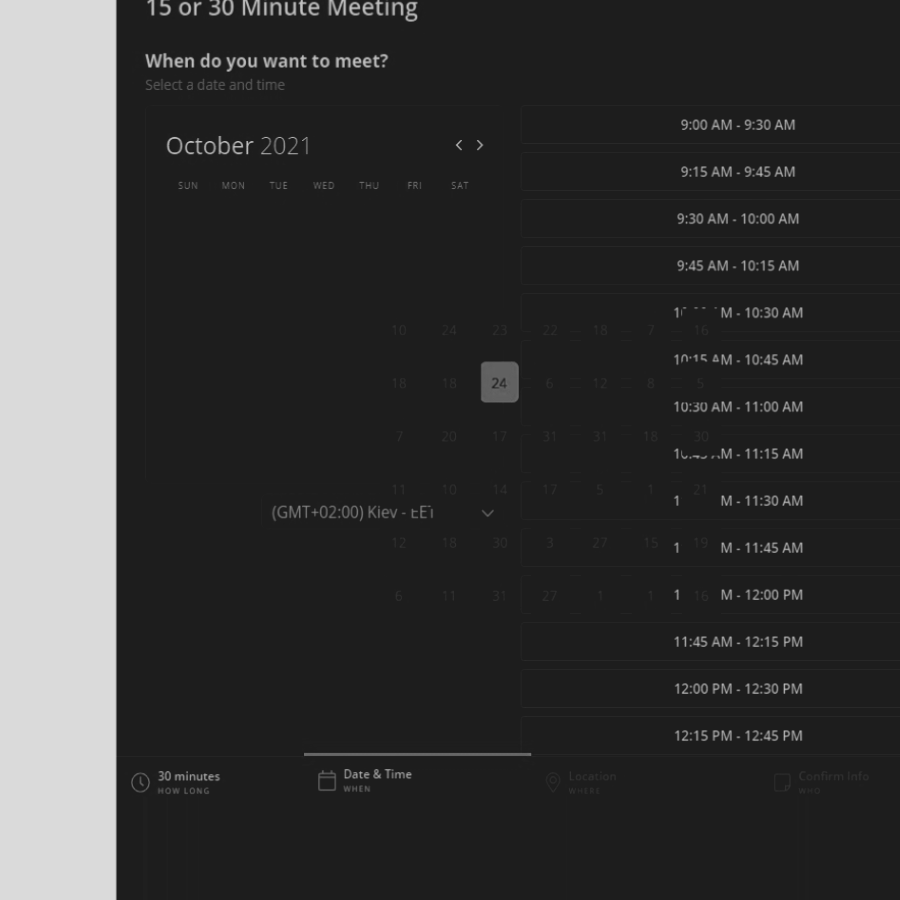 15 or 30 Minute Meeting
When do you want to meet?
Select a date and time
October 2021
SUN MON TUE WED THU FRI SAT
10 24 23 22 18 7 16
18 18 24 6 12 8 5
7 20 17 31 31 18 30
11 10 14 17 5 1 21
12 18 30 3 27 15 19
6 11 31 27 1 1 16
(GMT+02:00) Kiev -
9:00 AM - 9:30 AM
9:15 AM - 9:45 AM
9:30 AM - 10:00 AM
9:45 AM - 10:15 AM
M - 10:30 AM
10:15 AM - 10:45 AM
10:30 AM - 11:00 AM
M - 11:15 AM
1 M - 11:30 AM
1 M - 11:45 AM
1 M - 12:00 PM
11:45 AM - 12:15 PM
12:00 PM - 12:30 PM
12:15 PM - 12:45 PM
30 minutes
HOW LONG
Date & Time
WHEN
Location
WHERE
Confirm Info
WHO